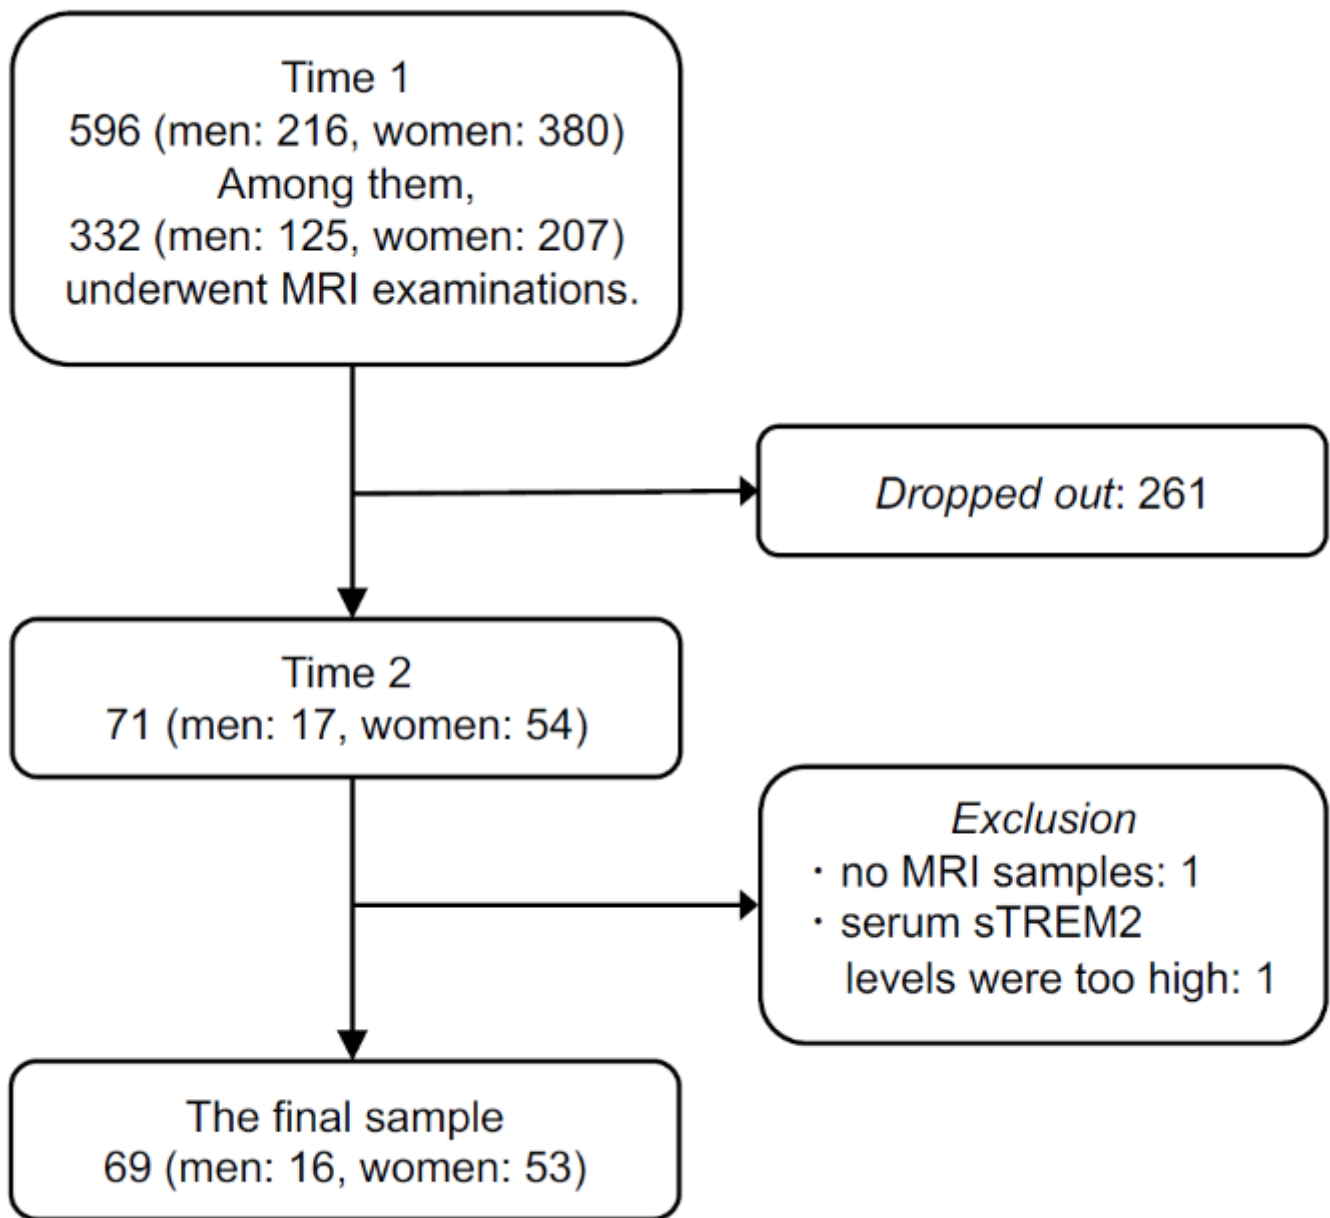 Time 1
596 (men: 216, women: 380)
Among them,
332 (men: 125, women: 207)
underwent MRI examinations.
Dropped out: 261
Time 2
71 (men: 17, women: 54)
Exclusion
・no MRI samples: 1
・serum sTREM2
levels were too high: 1
The final sample
69 (men: 16, women: 53)